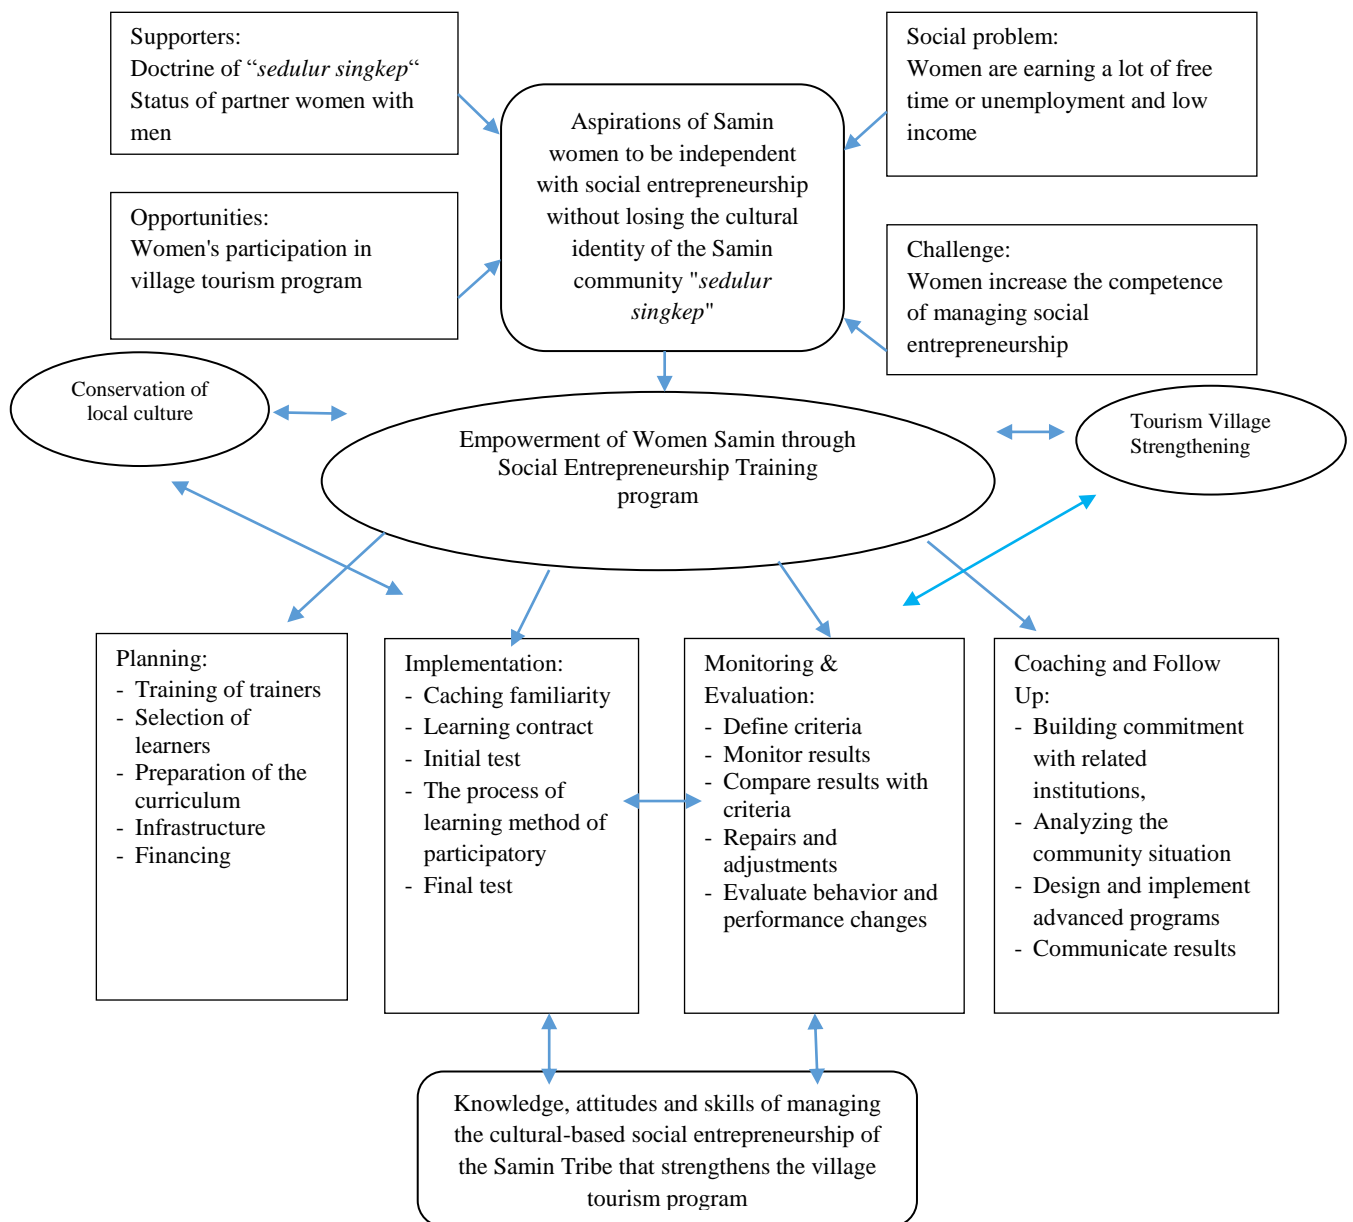 Supporters:
Doctrine of “sedulur singkep“
Status of partner women with
men
Social problem:
Women are earning a lot of free
time or unemployment and low
income
Aspirations of Samin
women to be independent
with social entrepreneurship
without losing the cultural
identity of the Samin
community "sedulur
singkep"
Opportunities:
Women's participation in
village tourism program
Challenge:
Women increase the competence
of managing social
entrepreneurship
Conservation of
local culture
Empowerment of Women Samin through
Social Entrepreneurship Training
program
Tourism Village
Strengthening
Planning:
- Training of trainers
- Selection of
learners
- Preparation of the
curriculum
- Infrastructure
- Financing
Implementation:
- Caching familiarity
- Learning contract
- Initial test
- The process of
learning method of
participatory
- Final test
Monitoring &
Evaluation:
- Define criteria
- Monitor results
- Compare results with
criteria
- Repairs and
adjustments
- Evaluate behavior and
performance changes
Coaching and Follow
Up:
- Building commitment
with related
institutions,
- Analyzing the
community situation
- Design and implement
advanced programs
- Communicate results
Knowledge, attitudes and skills of managing
the cultural-based social entrepreneurship of
the Samin Tribe that strengthens the village
tourism program